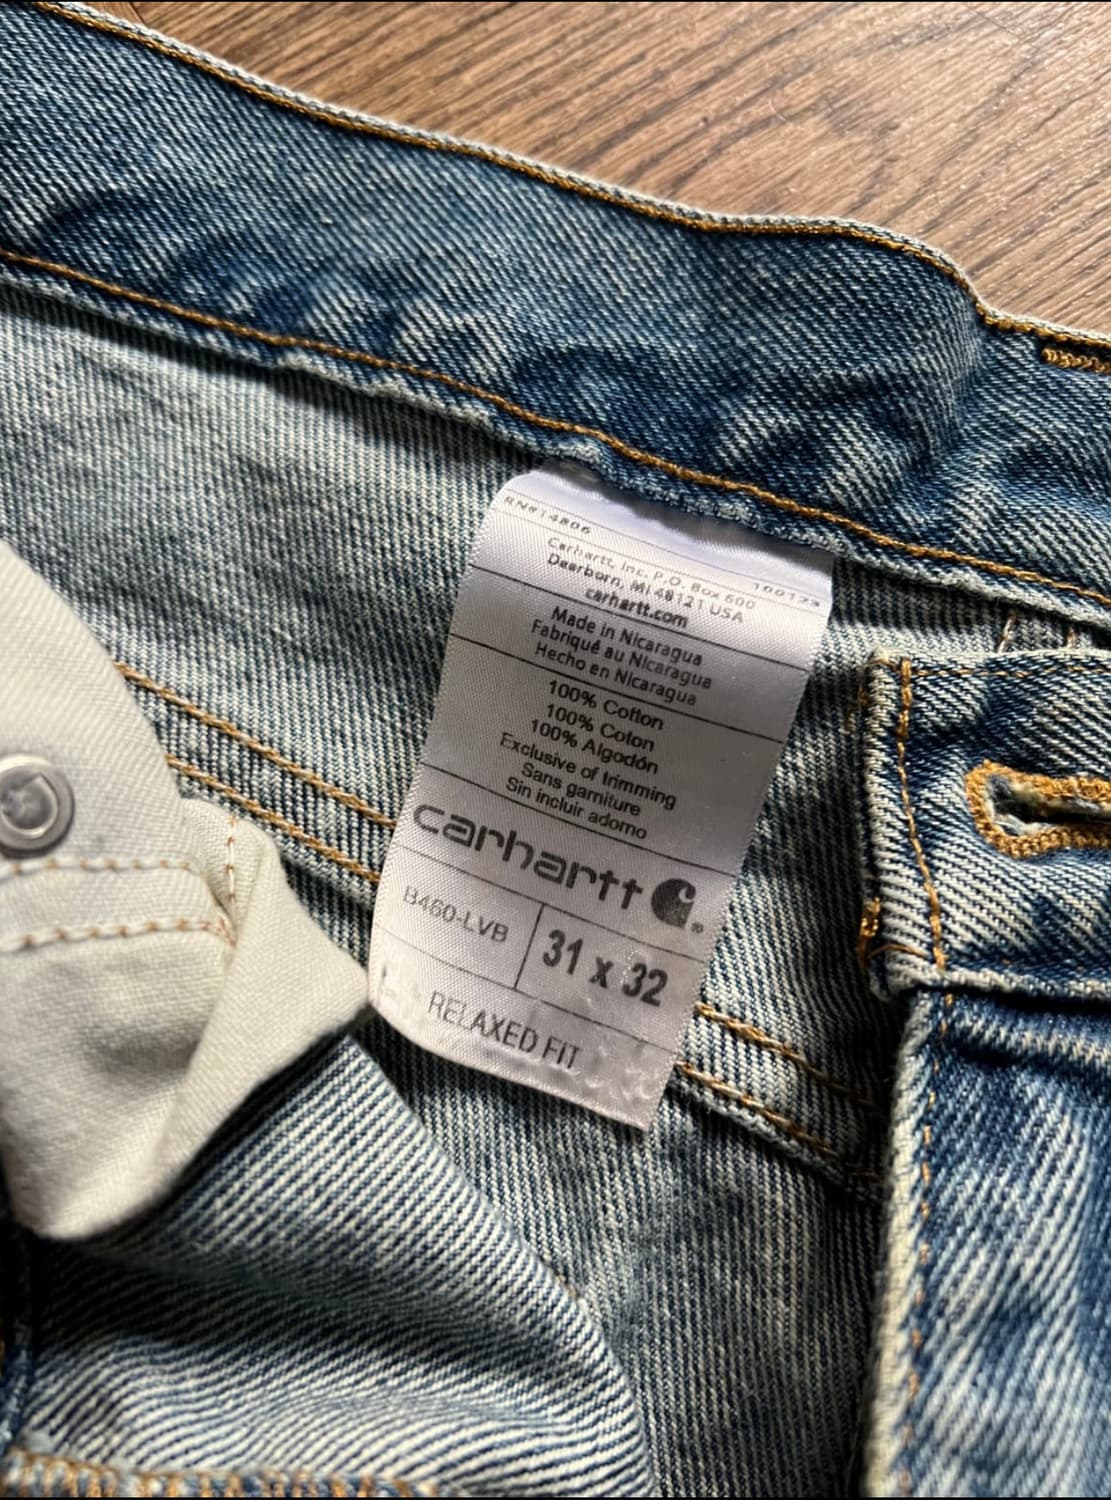 RN#14806
Carhartt, Inc. P.O. Box 600
Dearborn, MI 48121 USA
carhartt.com
Made in Nicaragua
Fabriqué au Nicaragua
Hecho en Nicaragua
100% Cotton
100% Coton
100% Algodón
Exclusive of trimming
Sans garniture
Sin incluir adorno
carhartt
B460-LVB
31 x 32
RELAXED FIT